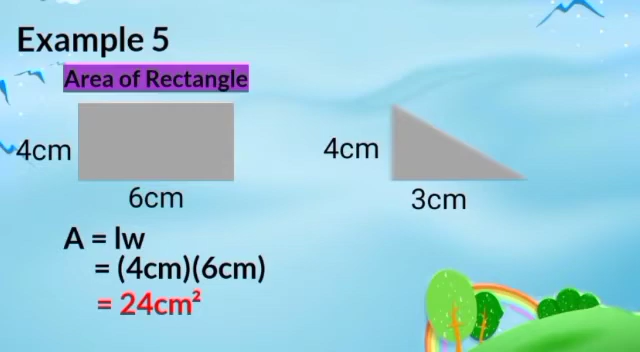 Example 5
Area of Rectangle
4cm
6cm
4cm
3cm
A = lw
= (4cm)(6cm)
= 24cm²